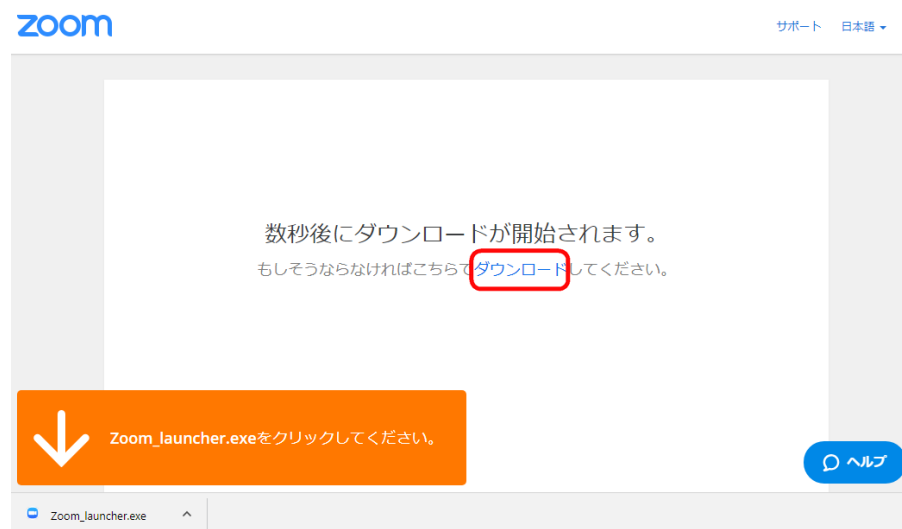 zoom
サポート 日本語
数秒後にダウンロードが開始されます。
もしそうならなければこちらでダウンロードしてください。
Zoom_launcher.exeをクリックしてください。
ヘルプ
Zoom_launcher.exe